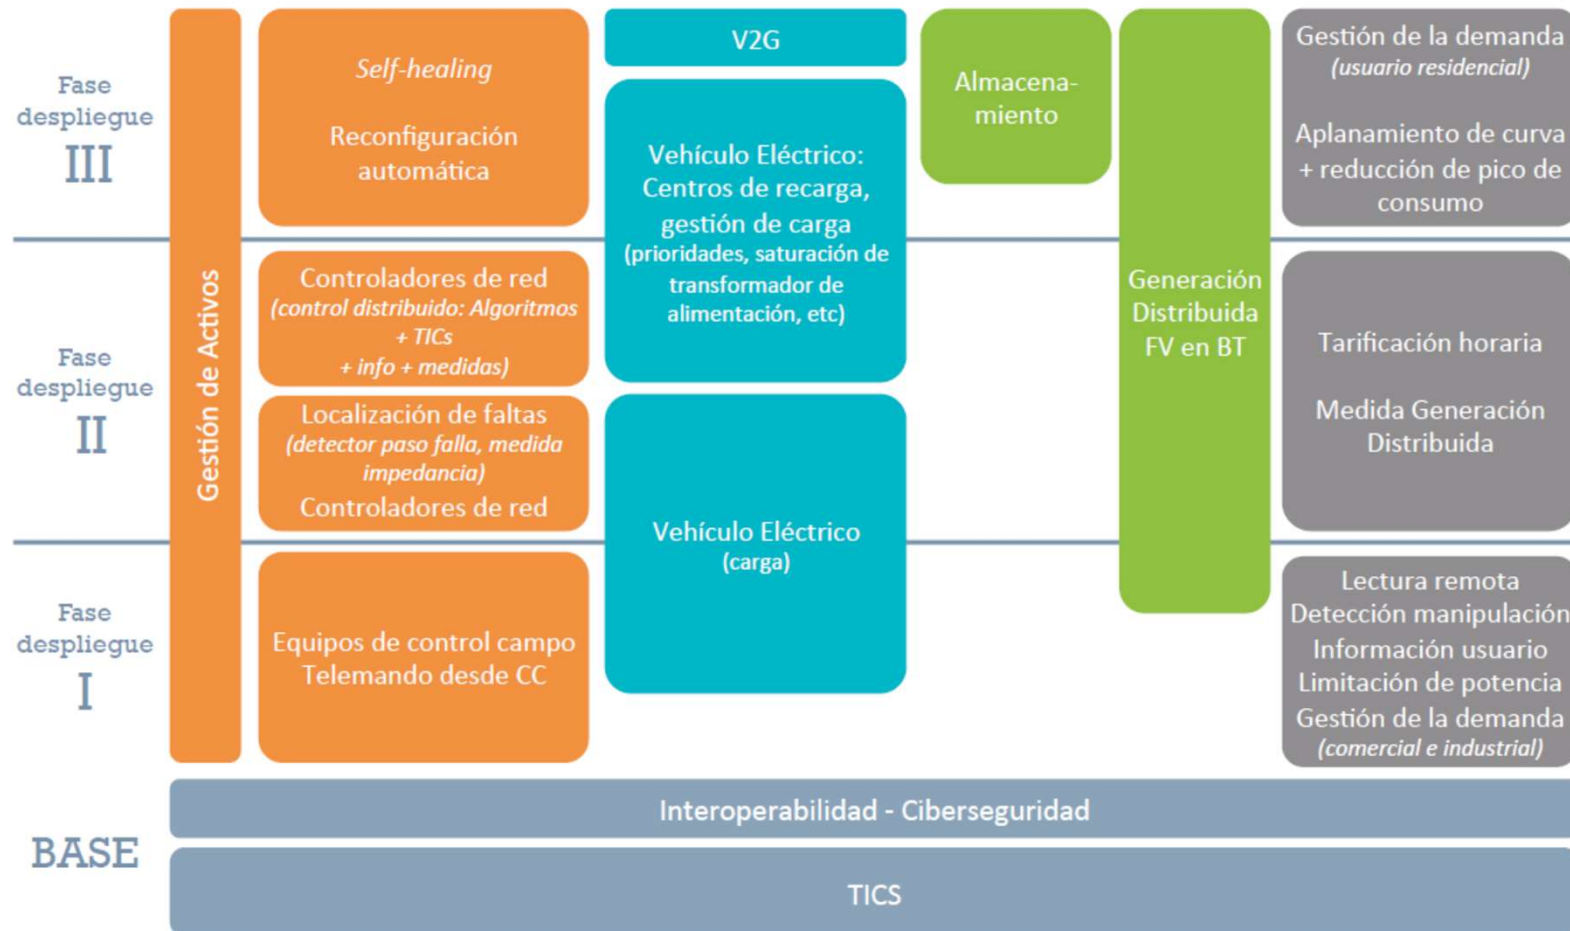 Fase
despliegue
III
Fase
despliegue
II
Fase
despliegue
I
BASE
Gestión de Activos
Self-healing
Reconfiguración
automática
Controladores de red
(control distribuido: Algoritmos
+ TICs
+ info + medidas)
Localización de faltas
(detector paso falla, medida
impedancia)
Controladores de red
Equipos de control campo
Telemando desde CC
V2G
Vehículo Eléctrico:
Centros de recarga,
gestión de carga
(prioridades, saturación de
transformador de
alimentación, etc)
Vehículo Eléctrico
(carga)
Almacena-
miento
Generación
Distribuida
FV en BT
Gestión de la demanda
(usuario residencial)
Aplanamiento de curva
+ reducción de pico de
consumo
Tarificación horaria
Medida Generación
Distribuida
Lectura remota
Detección manipulación
Información usuario
Limitación de potencia
Gestión de la demanda
(comercial e industrial)
Interoperabilidad - Ciberseguridad
TICS